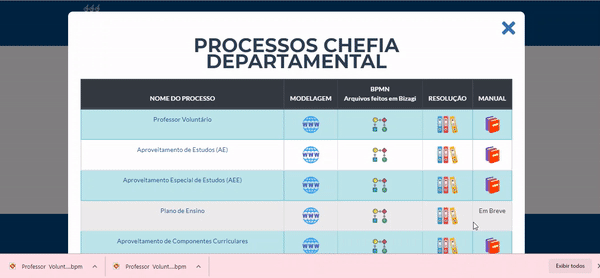 PROCESSOS CHEFIA
DEPARTAMENTAL
NOME DO PROCESSO MODELAGEM BPMN Arquivos feitos em Bizagi RESOLUÇÃO MANUAL
Professor Voluntário WWW
Aproveitamento de Estudos (AE) WWW
Aproveitamento Especial de Estudos (AEE) WWW
Plano de Ensino WWW Em Breve
Aproveitamento de Componentes Curriculares WWW
Professor Volunt....bpm Professor Volunt....bpm Exibir todos